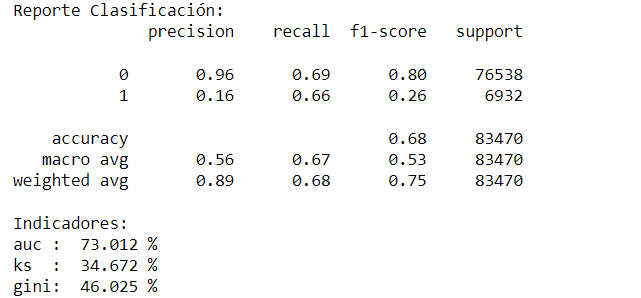 Reporte Clasificación:
precision recall f1-score support
0 0.96 0.69 0.80 76538
1 0.16 0.66 0.26 6932
accuracy 0.68 83470
macro avg 0.56 0.67 0.53 83470
weighted avg 0.89 0.68 0.75 83470
Indicadores:
auc : 73.012 %
ks : 34.672 %
gini: 46.025 %